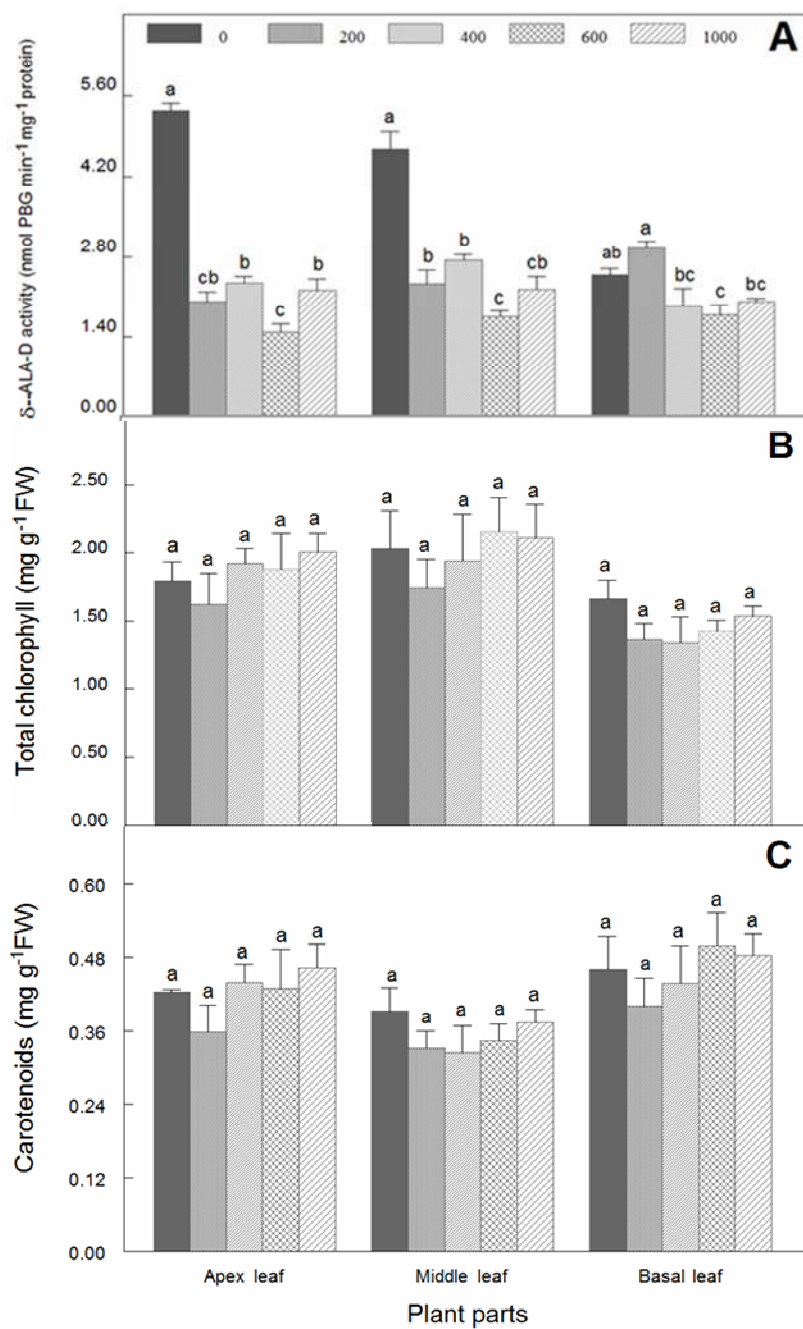 0 200 400 600 1000 A
δ--ALA-D activity (nmol PBG min⁻¹ mg⁻¹ protein)
5.60
4.20
2.80
1.40
0.00
a cb b c b
a b b c cb
ab a bc c bc
B
Total chlorophyll (mg g⁻¹ FW)
2.50
2.00
1.50
1.00
0.50
0.00
a a a a a
a a a a a
a a a a a
C
Carotenoids (mg g⁻¹FW)
0.60
0.48
0.36
0.24
0.12
0.00
a a a a a
a a a a a
a a a a a
Apex leaf Middle leaf Basal leaf
Plant parts